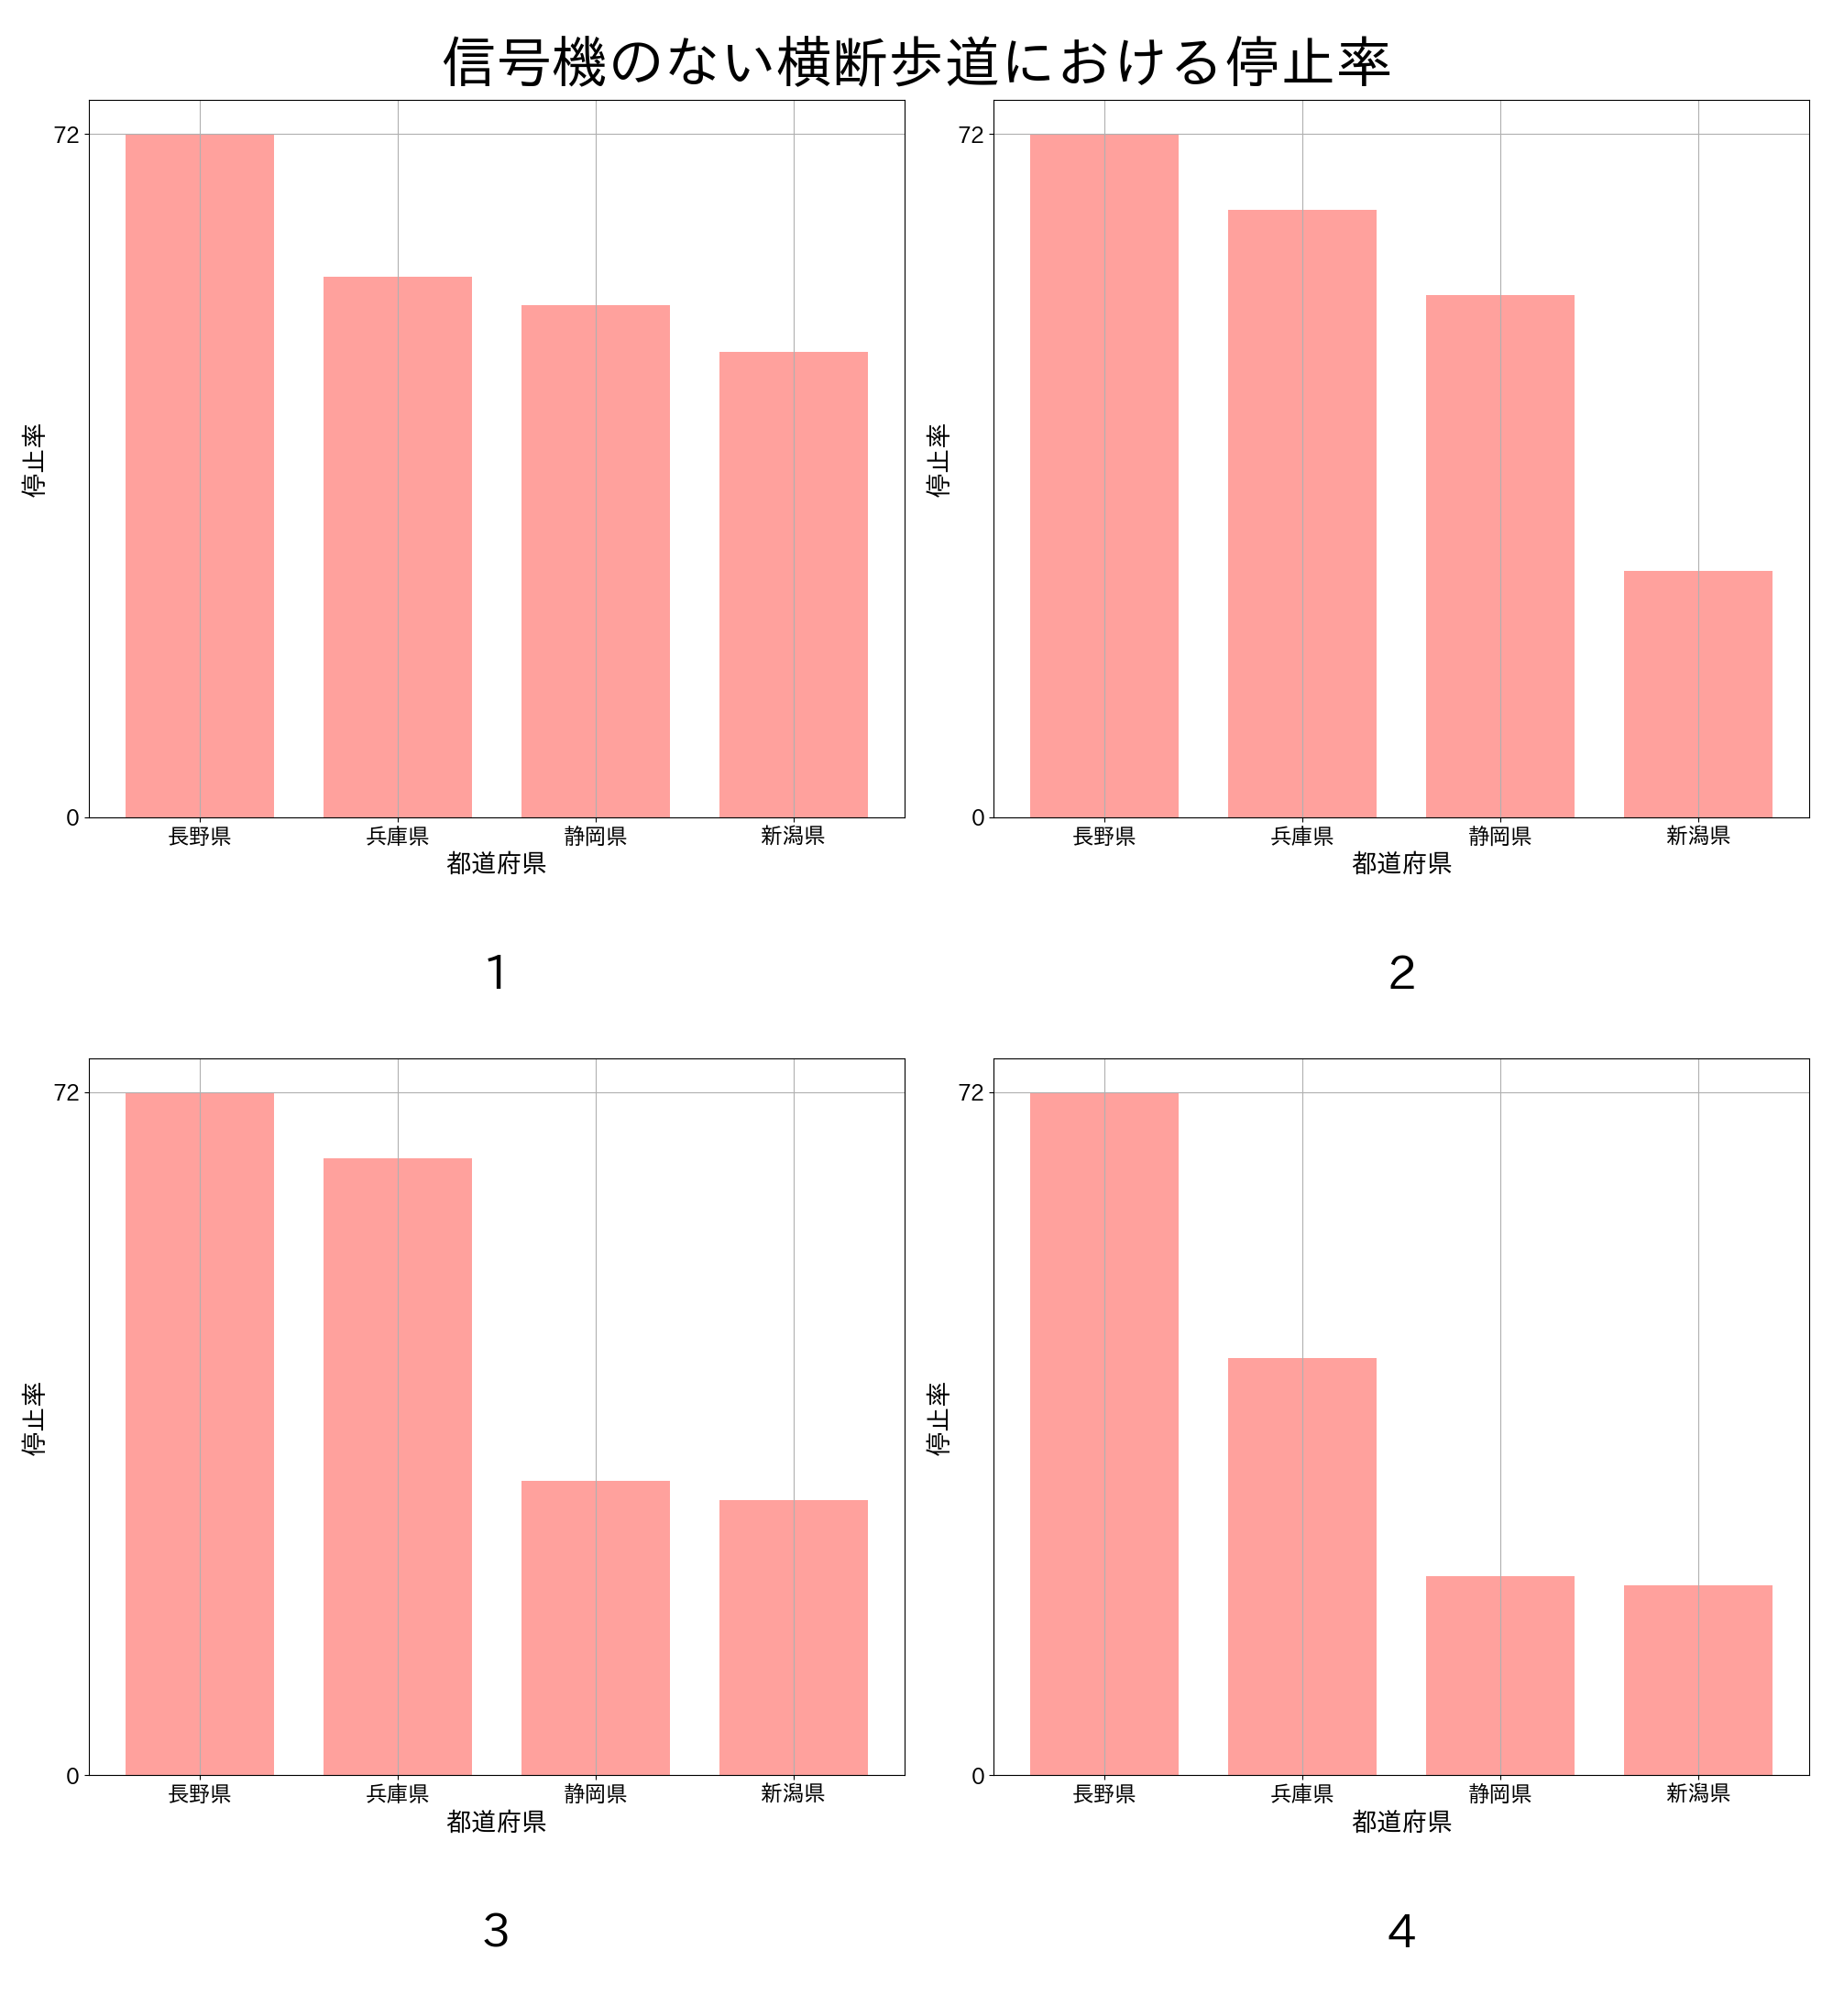 信号機のない横断歩道における停止率
72
停止率
0
長野県 兵庫県 静岡県 新潟県
都道府県
1
72
停止率
0
長野県 兵庫県 静岡県 新潟県
都道府県
2
72
停止率
0
長野県 兵庫県 静岡県 新潟県
都道府県
3
72
停止率
0
長野県 兵庫県 静岡県 新潟県
都道府県
4